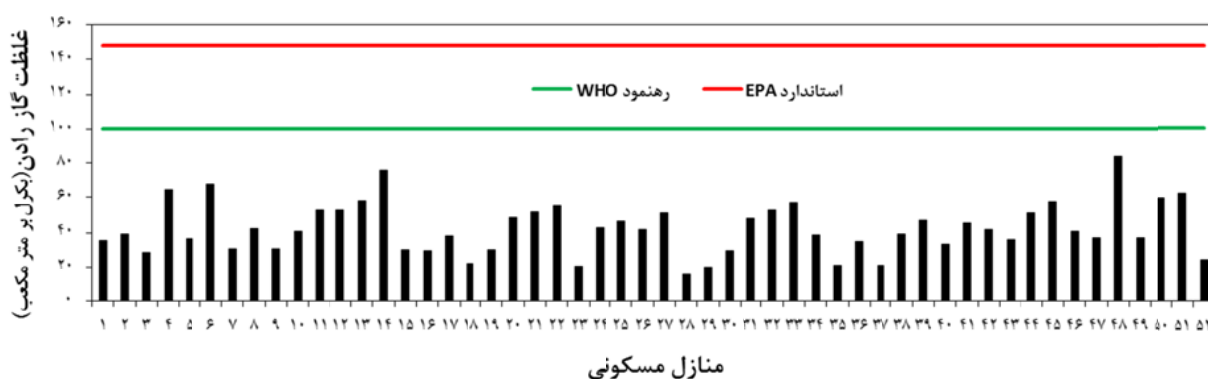 غلظت گاز رادن(بکرل بر متر مکعب)
۱۶۰
۱۴۰
۱۲۰
۱۰۰
۸۰
۶۰
۴۰
۲۰
۰
رهنمود WHO استاندارد EPA
۱ ۲ ۳ ۴ ۵ ۶ ۷ ۸ ۹ ۱۰ ۱۱ ۱۲ ۱۳ ۱۴ ۱۵ ۱۶ ۱۷ ۱۸ ۱۹ ۲۰ ۲۱ ۲۲ ۲۳ ۲۴ ۲۵ ۲۶ ۲۷ ۲۸ ۲۹ ۳۰ ۳۱ ۳۲ ۳۳ ۳۴ ۳۵ ۳۶ ۳۷ ۳۸ ۳۹ ۴۰ ۴۱ ۴۲ ۴۳ ۴۴ ۴۵ ۴۶ ۴۷ ۴۸ ۴۹ ۵۰ ۵۱ ۵۲
منازل مسکونی